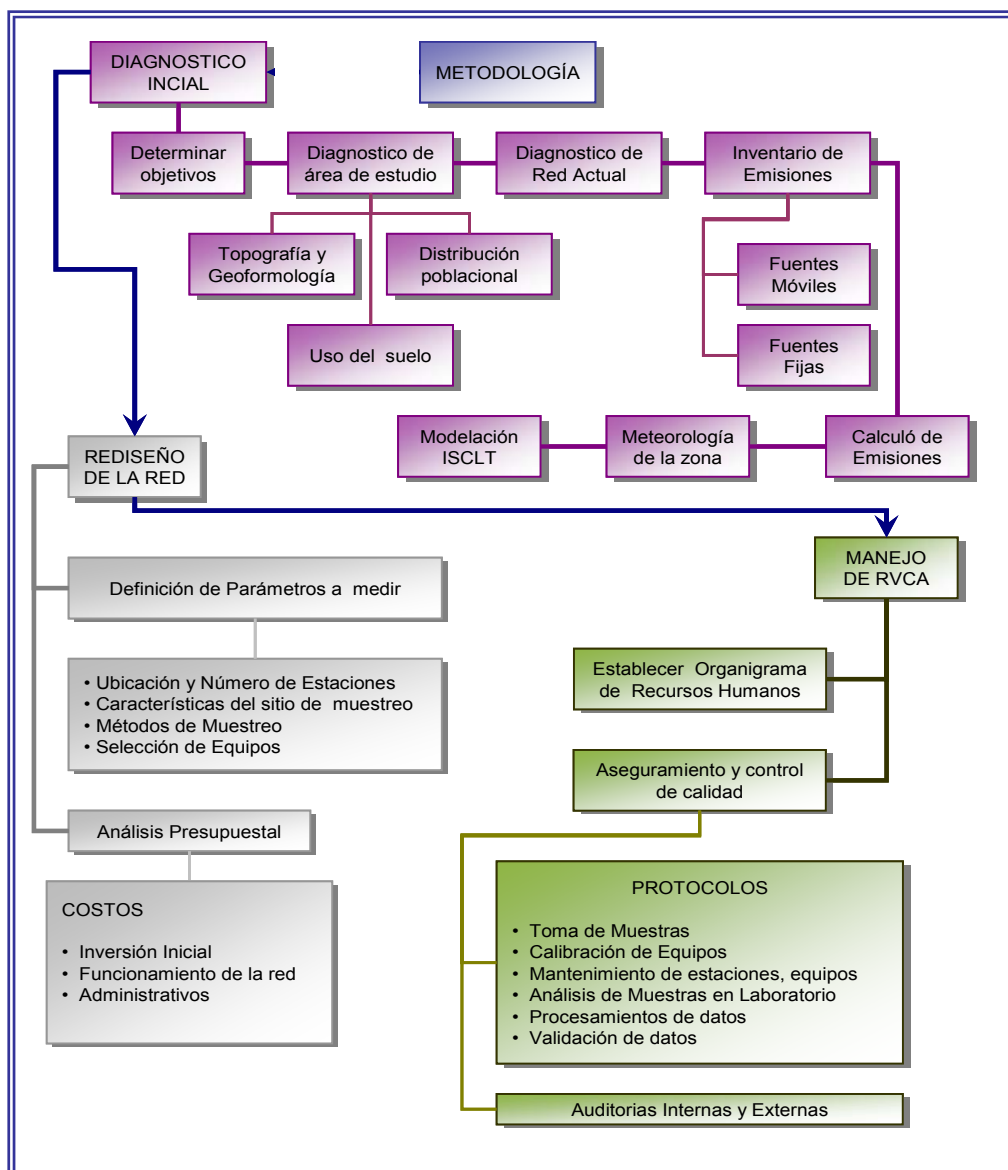 DIAGNOSTICO
INCIAL
METODOLOGÍA
Determinar
objetivos
Diagnostico de
área de estudio
Diagnostico de
Red Actual
Inventario de
Emisiones
Topografía y
Geoformología
Distribución
poblacional
Fuentes
Móviles
Uso del suelo
Fuentes
Fijas
Modelación
ISCLT
Meteorología
de la zona
Calculó de
Emisiones
REDISEÑO
DE LA RED
MANEJO
DE RVCA
Definición de Parámetros a medir
• Ubicación y Número de Estaciones
• Características del sitio de muestreo
• Métodos de Muestreo
• Selección de Equipos
Establecer Organigrama
de Recursos Humanos
Aseguramiento y control
de calidad
Análisis Presupuestal
COSTOS
• Inversión Inicial
• Funcionamiento de la red
• Administrativos
PROTOCOLOS
• Toma de Muestras
• Calibración de Equipos
• Mantenimiento de estaciones, equipos
• Análisis de Muestras en Laboratorio
• Procesamientos de datos
• Validación de datos
Auditorias Internas y Externas